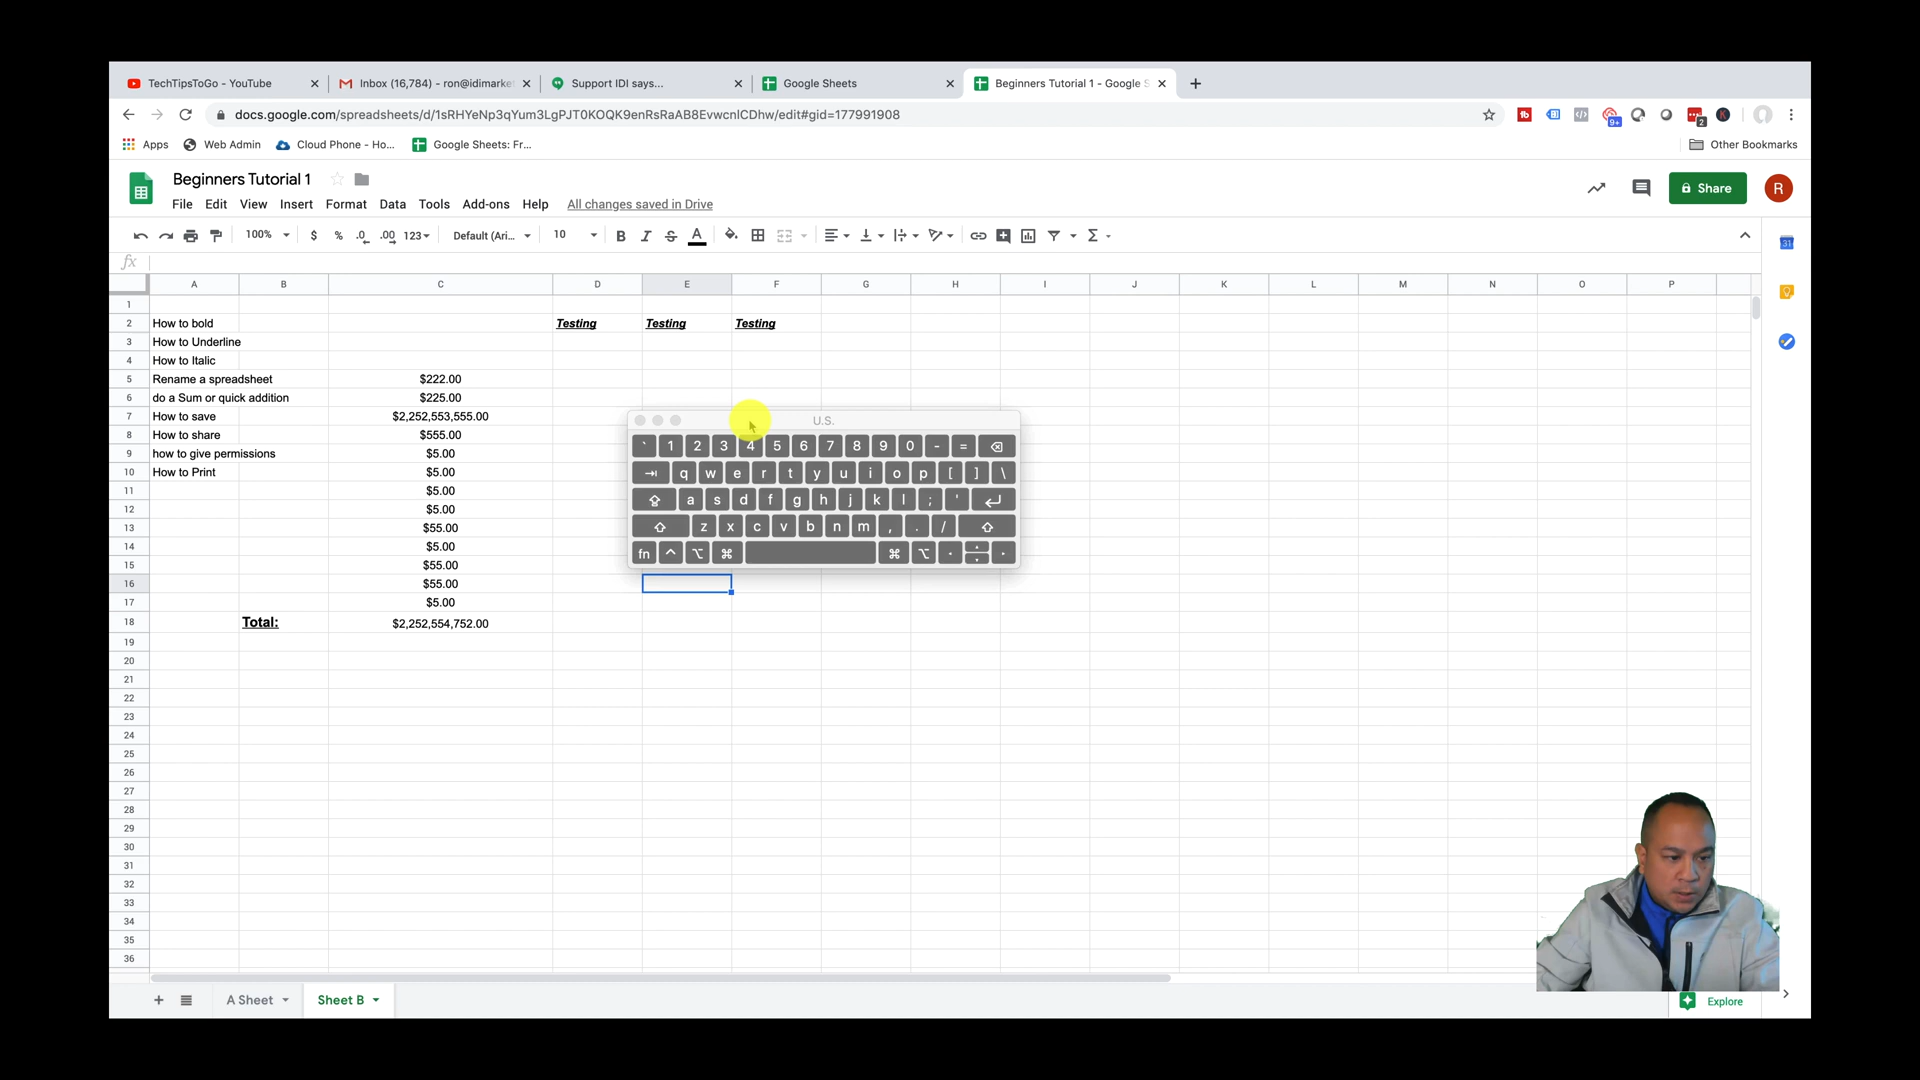 TechTipsToGo - YouTube
Inbox (16,784) - ron@idimarke
Support IDI says...
Google Sheets
Beginners Tutorial 1 - Google S
docs.google.com/spreadsheets/d/1sRHYeNp3qYum3LgPJT0KOQK9enRsRaAB8EvwcnlCDhw/edit#gid=177991908
9+
2
K
Apps
Web Admin
Cloud Phone - Ho...
Google Sheets: Fr...
Other Bookmarks
Beginners Tutorial 1
Share
R
File Edit View Insert Format Data Tools Add-ons Help All changes saved in Drive
100% $ % .0 .00 123 Default (Ari... 10 B I S A Σ
31
fx
A B C D E F G H I J K L M N O P
1
2 How to bold Testing Testing Testing
3 How to Underline
4 How to Italic
5 Rename a spreadsheet $222.00
6 do a Sum or quick addition $225.00
7 How to save $2,252,553,555.00
8 How to share $555.00
9 how to give permissions $5.00
10 How to Print $5.00
11 $5.00
12 $5.00
13 $55.00
14 $5.00
15 $55.00
16 $55.00
17 $5.00
18 Total: $2,252,554,752.00
19
20
21
22
23
24
25
26
27
28
29
30
31
32
33
34
35
36
U.S.
` 1 2 3 4 5 6 7 8 9 0 - =
q w e r t y u i o p [ ] \
a s d f g h j k l ; '
z x c v b n m , . /
fn ^ ⌥ ⌘ ⌘ ⌥
A Sheet
Sheet B
Explore